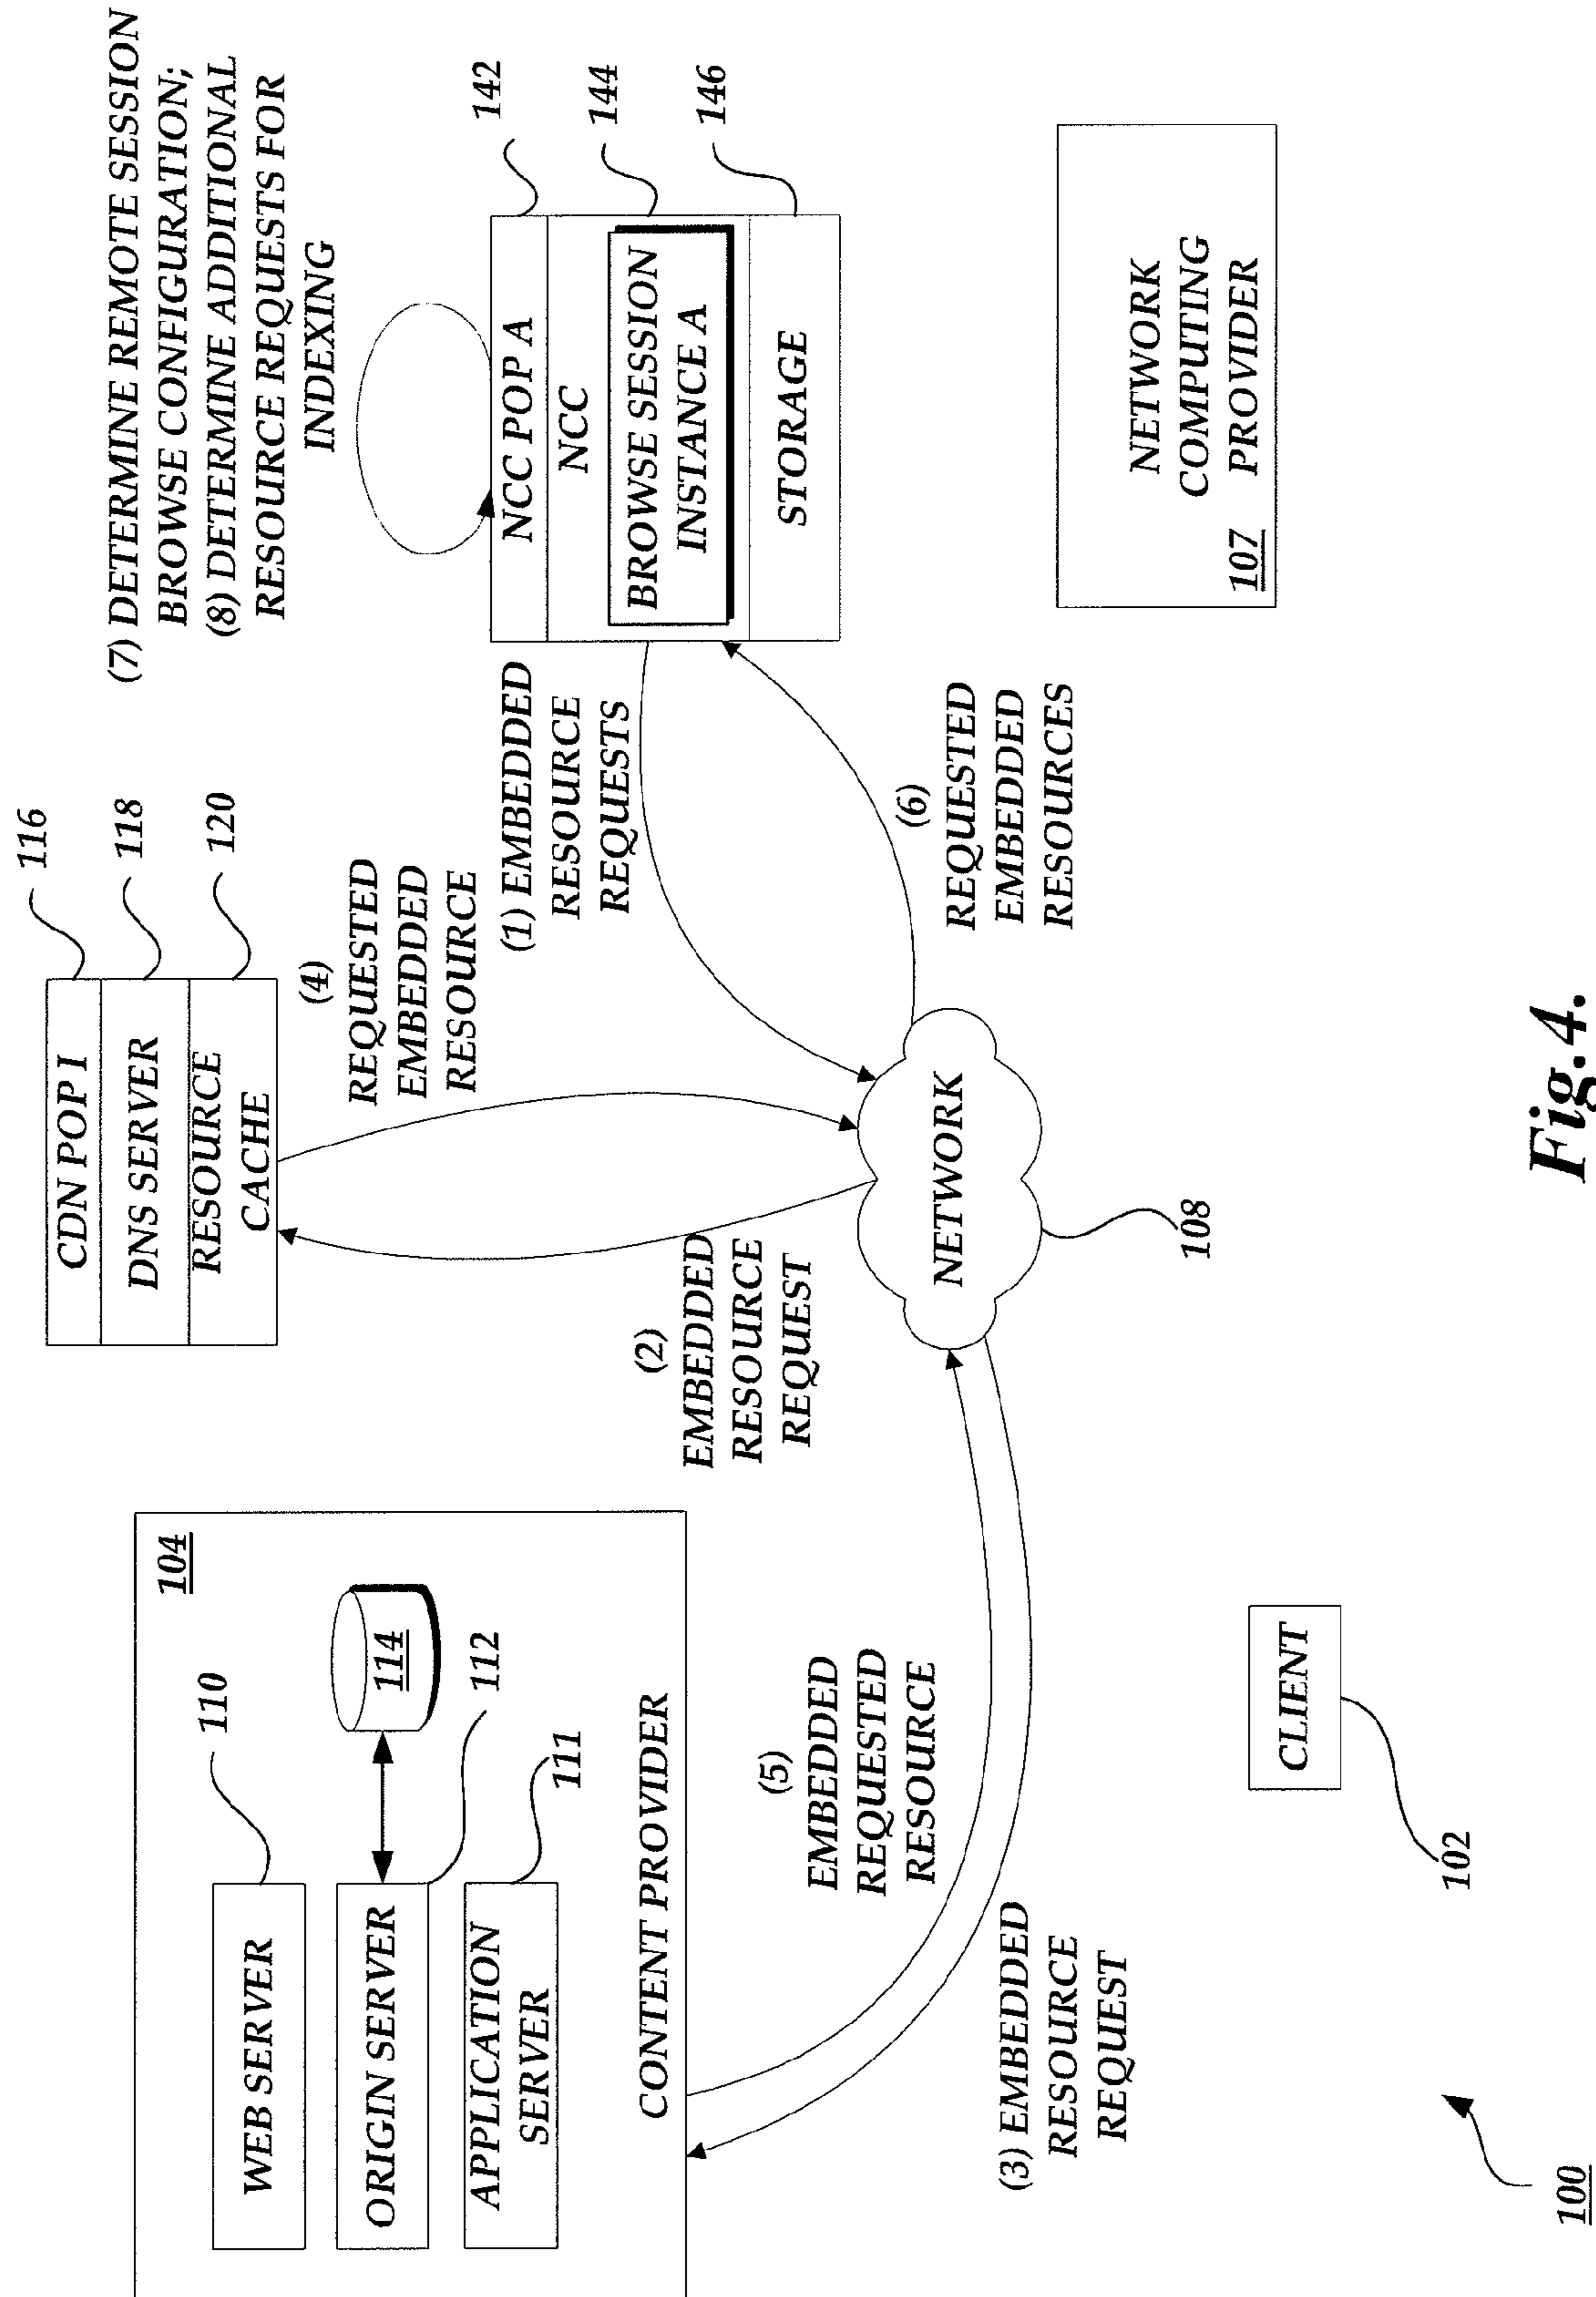 104
WEB SERVER
110
ORIGIN SERVER
114
112
APPLICATION
SERVER
111
CONTENT PROVIDER
CDN POP I
116
DNS SERVER
118
RESOURCE
CACHE
120
(7) DETERMINE REMOTE SESSION
BROWSE CONFIGURATION;
(8) DETERMINE ADDITIONAL
RESOURCE REQUESTS FOR
INDEXING
(4)
REQUESTED
EMBEDDED
RESOURCE
(1) EMBEDDED
RESOURCE
REQUESTS
NCC POP A
142
NCC
BROWSE SESSION
INSTANCE A
144
STORAGE
146
(2)
EMBEDDED
RESOURCE
REQUEST
(5)
EMBEDDED
REQUESTED
RESOURCE
NETWORK
108
(6)
REQUESTED
EMBEDDED
RESOURCES
(3) EMBEDDED
RESOURCE
REQUEST
CLIENT
102
NETWORK
COMPUTING
PROVIDER
107
100
Fig.4.